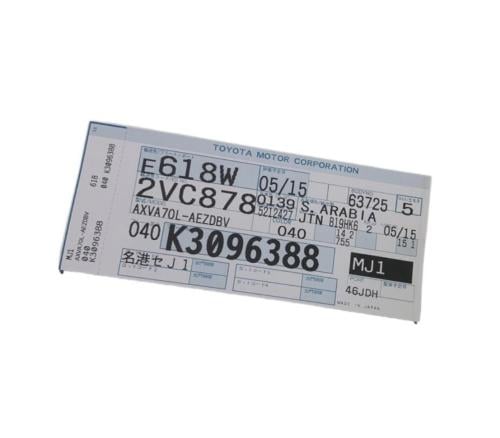 TOYOTA MOTOR CORPORATION
E618W 05/15 63725 5
2VC878 0139 S. ARABIA
AXVA70L-AEZDBV 5212427 JTN BI9HK6 2 05/15
040 040 14 2
755 15 1
K3096388
MJ1
名港セJ1
46JDH
MADE IN JAPAN
618
040 K3096388
MJ1
AXVA70L-AEZDBV
040
K3096388